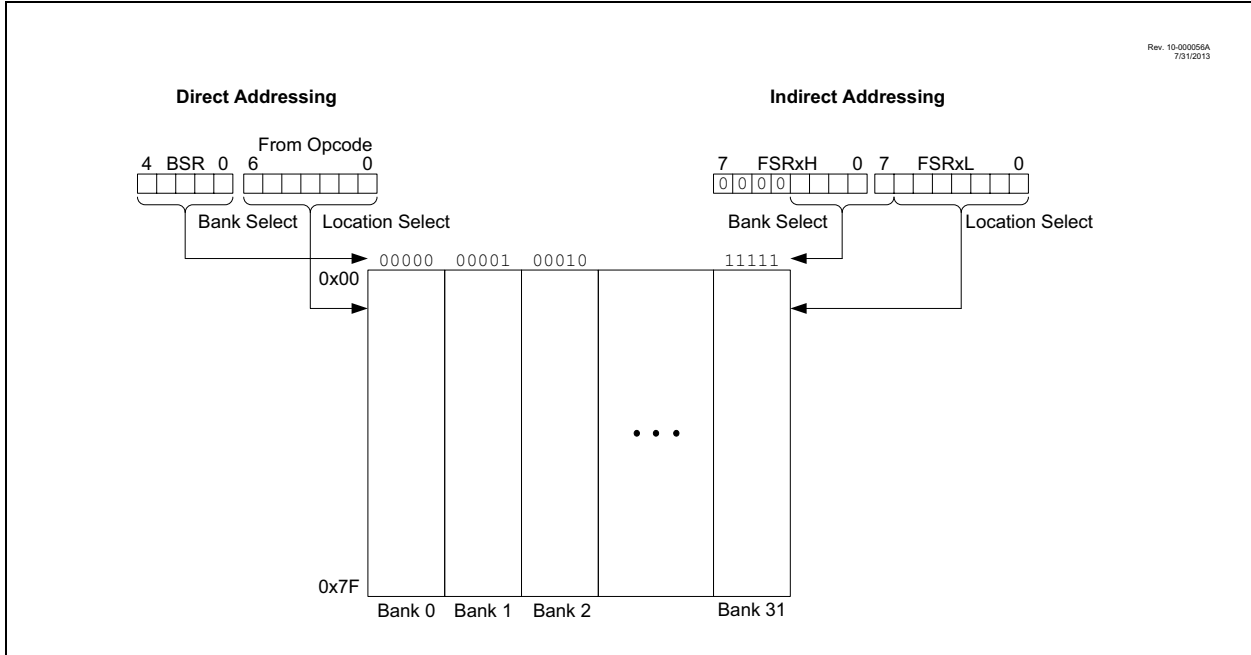 Rev. 10-000056A
7/31/2013
Direct Addressing
Indirect Addressing
From Opcode
4 BSR 0 6 0
7 FSRxH 0 7 FSRxL 0
0 0 0 0
Bank Select Location Select
Bank Select Location Select
00000 00001 00010 11111
0x00
• • •
0x7F
Bank 0 Bank 1 Bank 2 Bank 31